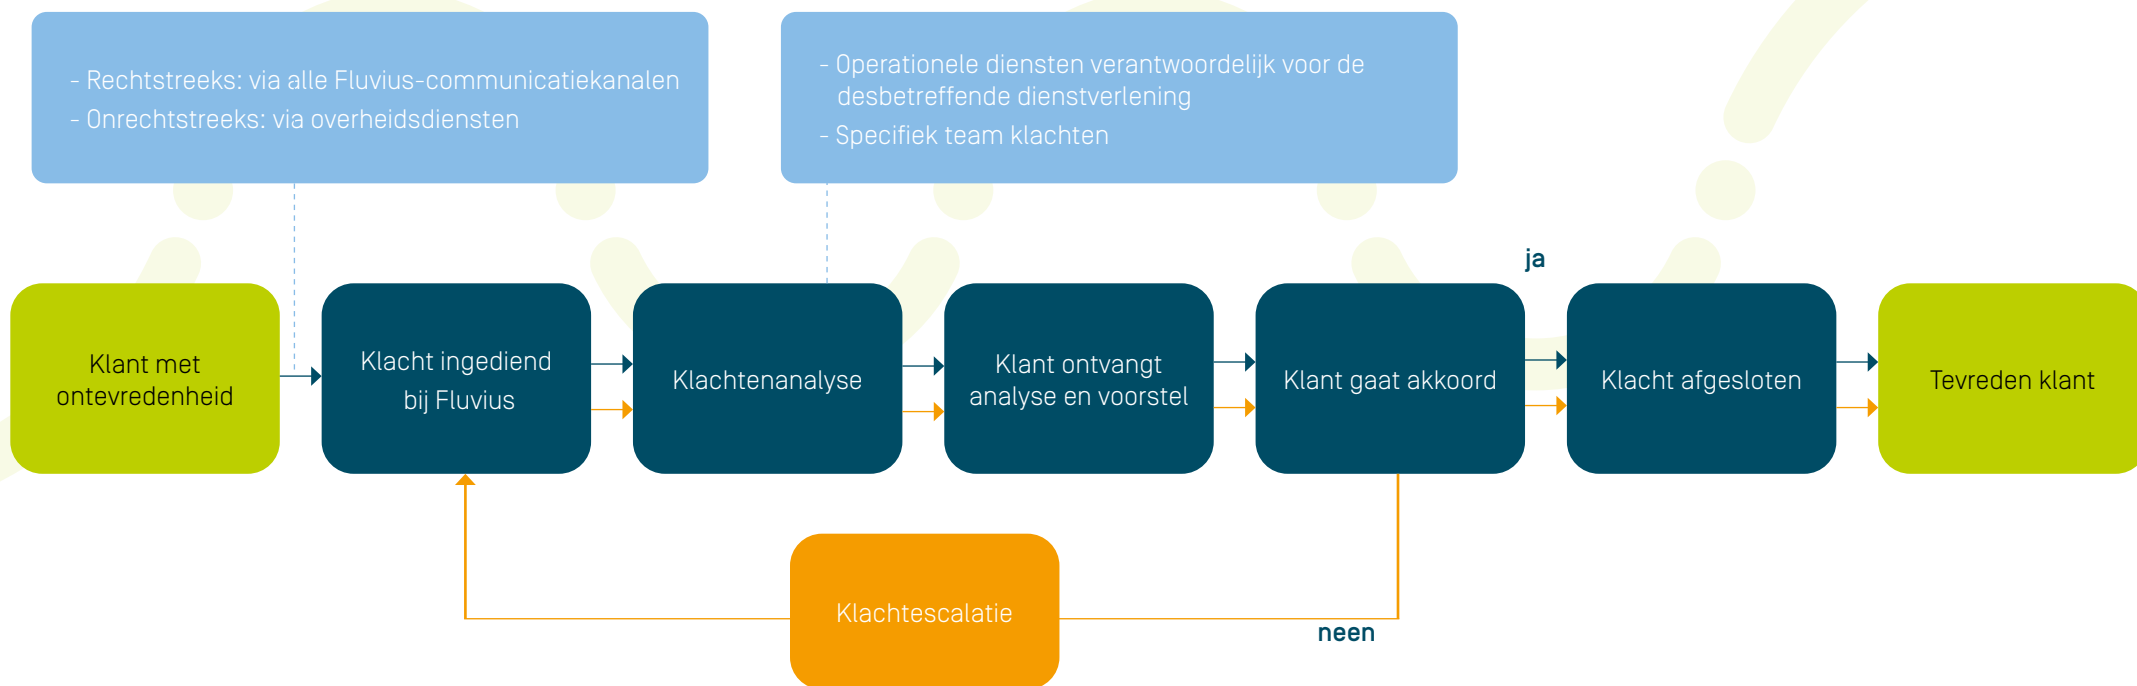 - Rechtstreeks: via alle Fluvius-communicatiekanalen
- Onrechtstreeks: via overheidsdiensten
- Operationele diensten verantwoordelijk voor de
desbetreffende dienstverlening
- Specifiek team klachten
Klant met
ontevredenheid
Klacht ingediend
bij Fluvius
Klachtenanalyse
Klant ontvangt
analyse en voorstel
Klant gaat akkoord
ja
Klacht afgesloten
Tevreden klant
Klachtescalatie
neen